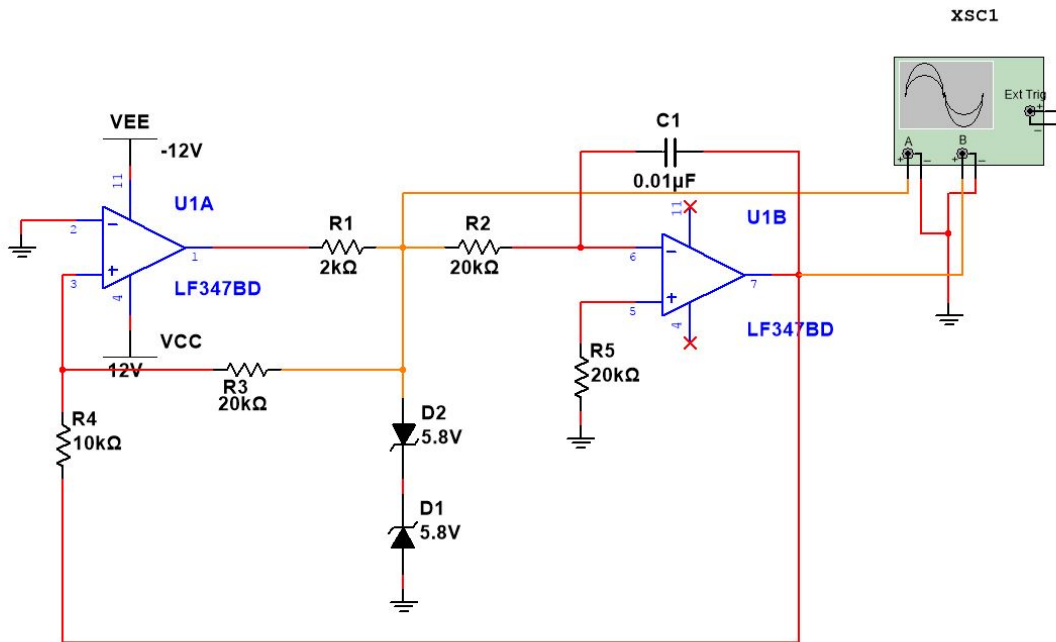 XSC1
Ext Trig
+
−
A
B
+
−
+
−
VEE
-12V
11
U1A
2
−
3
+
1
4
LF347BD
VCC
12V
R1
2kΩ
R2
20kΩ
C1
0.01µF
11
U1B
6
−
5
+
7
4
LF347BD
R3
20kΩ
R4
10kΩ
R5
20kΩ
D2
5.8V
D1
5.8V